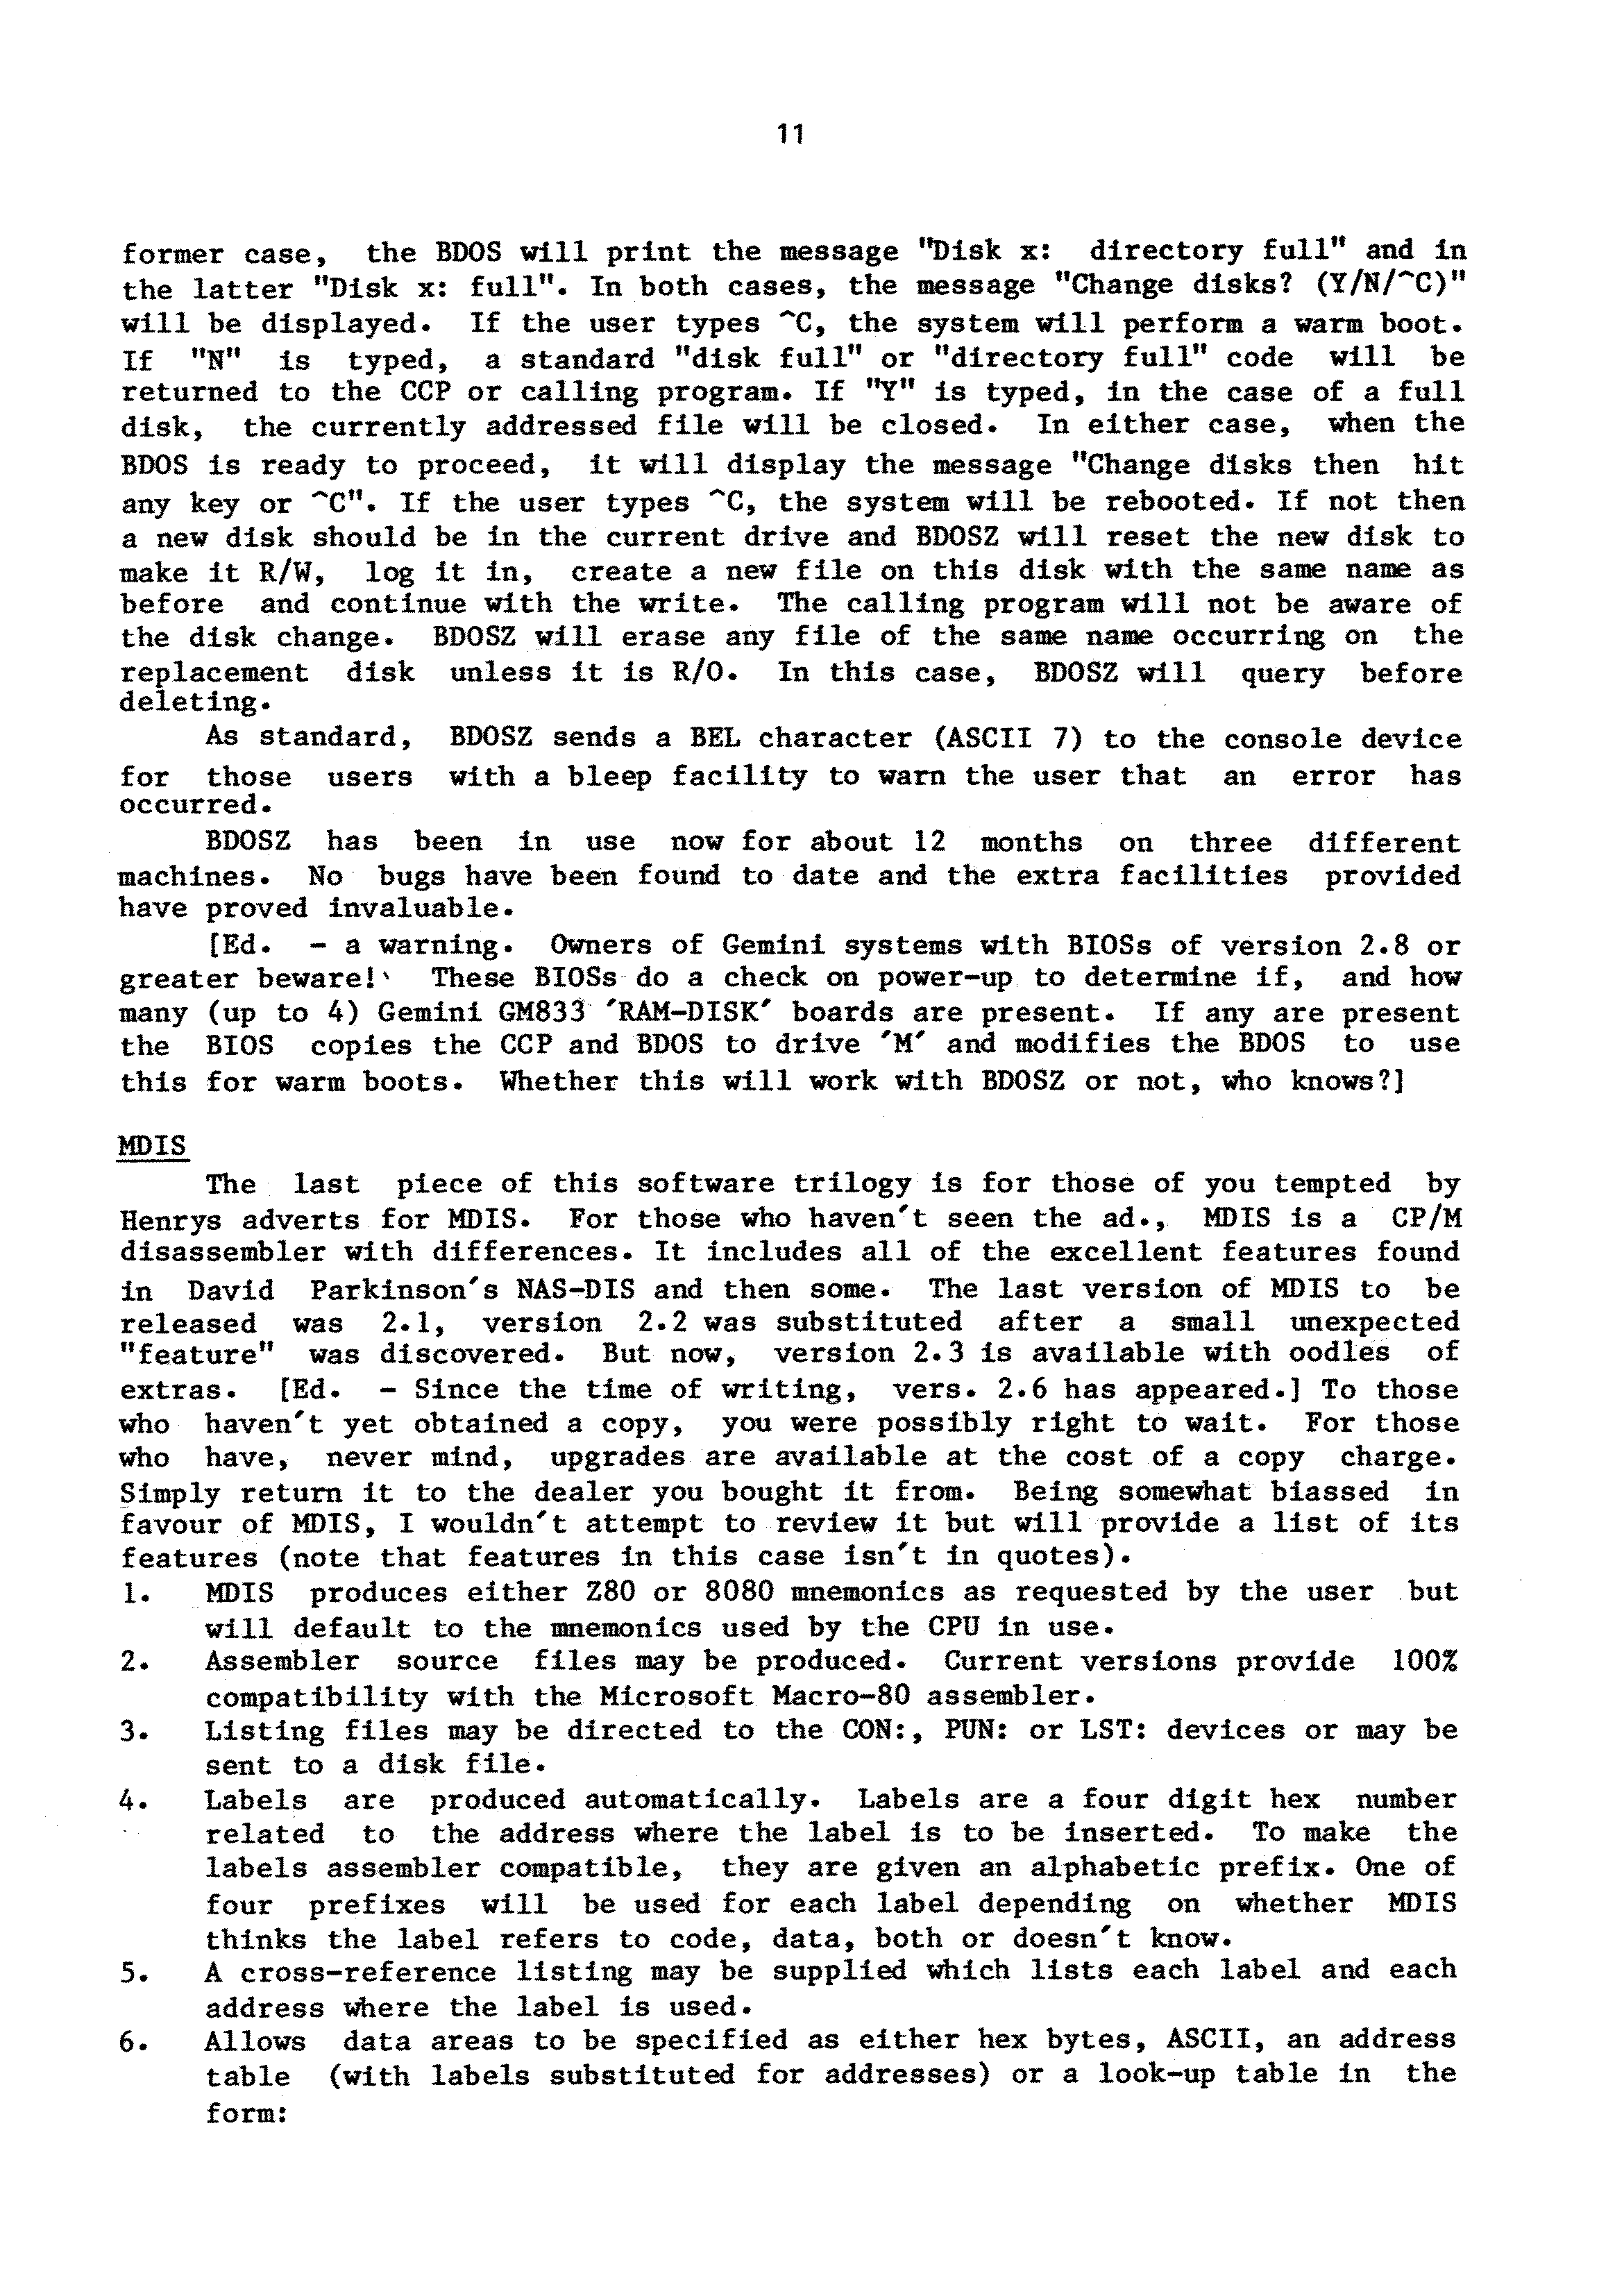 11
former case, the BDOS will print the message "Disk x: directory full" and in
the latter "Disk x: full". In both cases, the message "Change disks? (Y/N/^C)"
will be displayed. If the user types ^C, the system will perform a warm boot.
If "N" is typed, a standard "disk full" or "directory full" code will be
returned to the CCP or calling program. If "Y" is typed, in the case of a full
disk, the currently addressed file will be closed. In either case, when the
BDOS is ready to proceed, it will display the message "Change disks then hit
any key or ^C". If the user types ^C, the system will be rebooted. If not then
a new disk should be in the current drive and BDOSZ will reset the new disk to
make it R/W, log it in, create a new file on this disk with the same name as
before and continue with the write. The calling program will not be aware of
the disk change. BDOSZ will erase any file of the same name occurring on the
replacement disk unless it is R/O. In this case, BDOSZ will query before
deleting.
As standard, BDOSZ sends a BEL character (ASCII 7) to the console device
for those users with a bleep facility to warn the user that an error has
occurred.
BDOSZ has been in use now for about 12 months on three different
machines. No bugs have been found to date and the extra facilities provided
have proved invaluable.
[Ed. - a warning. Owners of Gemini systems with BIOSs of version 2.8 or
greater beware! These BIOSs do a check on power-up to determine if, and how
many (up to 4) Gemini GM833 'RAM-DISK' boards are present. If any are present
the BIOS copies the CCP and BDOS to drive 'M' and modifies the BDOS to use
this for warm boots. Whether this will work with BDOSZ or not, who knows?]
MDIS
The last piece of this software trilogy is for those of you tempted by
Henrys adverts for MDIS. For those who haven't seen the ad., MDIS is a CP/M
disassembler with differences. It includes all of the excellent features found
in David Parkinson's NAS-DIS and then some. The last version of MDIS to be
released was 2.1, version 2.2 was substituted after a small unexpected
"feature" was discovered. But now, version 2.3 is available with oodles of
extras. [Ed. - Since the time of writing, vers. 2.6 has appeared.] To those
who haven't yet obtained a copy, you were possibly right to wait. For those
who have, never mind, upgrades are available at the cost of a copy charge.
Simply return it to the dealer you bought it from. Being somewhat biassed in
favour of MDIS, I wouldn't attempt to review it but will provide a list of its
features (note that features in this case isn't in quotes).
1. MDIS produces either Z80 or 8080 mnemonics as requested by the user but
will default to the mnemonics used by the CPU in use.
2. Assembler source files may be produced. Current versions provide 100%
compatibility with the Microsoft Macro-80 assembler.
3. Listing files may be directed to the CON:, PUN: or LST: devices or may be
sent to a disk file.
4. Labels are produced automatically. Labels are a four digit hex number
related to the address where the label is to be inserted. To make the
labels assembler compatible, they are given an alphabetic prefix. One of
four prefixes will be used for each label depending on whether MDIS
thinks the label refers to code, data, both or doesn't know.
5. A cross-reference listing may be supplied which lists each label and each
address where the label is used.
6. Allows data areas to be specified as either hex bytes, ASCII, an address
table (with labels substituted for addresses) or a look-up table in the
form: